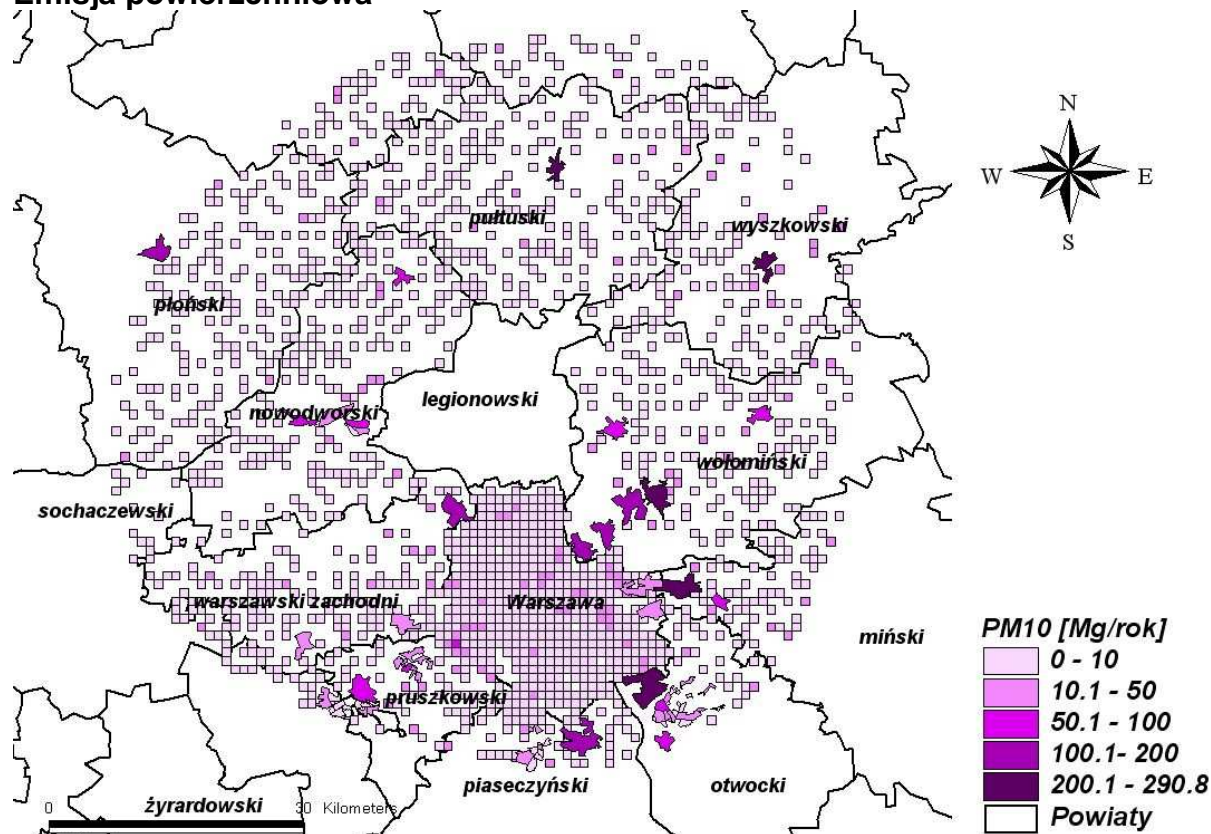 Emisja powierzchniowa
N
W E
S
pułtuski
wyszkowski
płoński
legionowski
nowodworski
wołomiński
sochaczewski
warszawski zachodni
Warszawa
miński
pruszkowski
piaseczyński
otwocki
żyrardowski
0 30 Kilometers
PM10 [Mg/rok]
0 - 10
10.1 - 50
50.1 - 100
100.1- 200
200.1 - 290.8
Powiaty